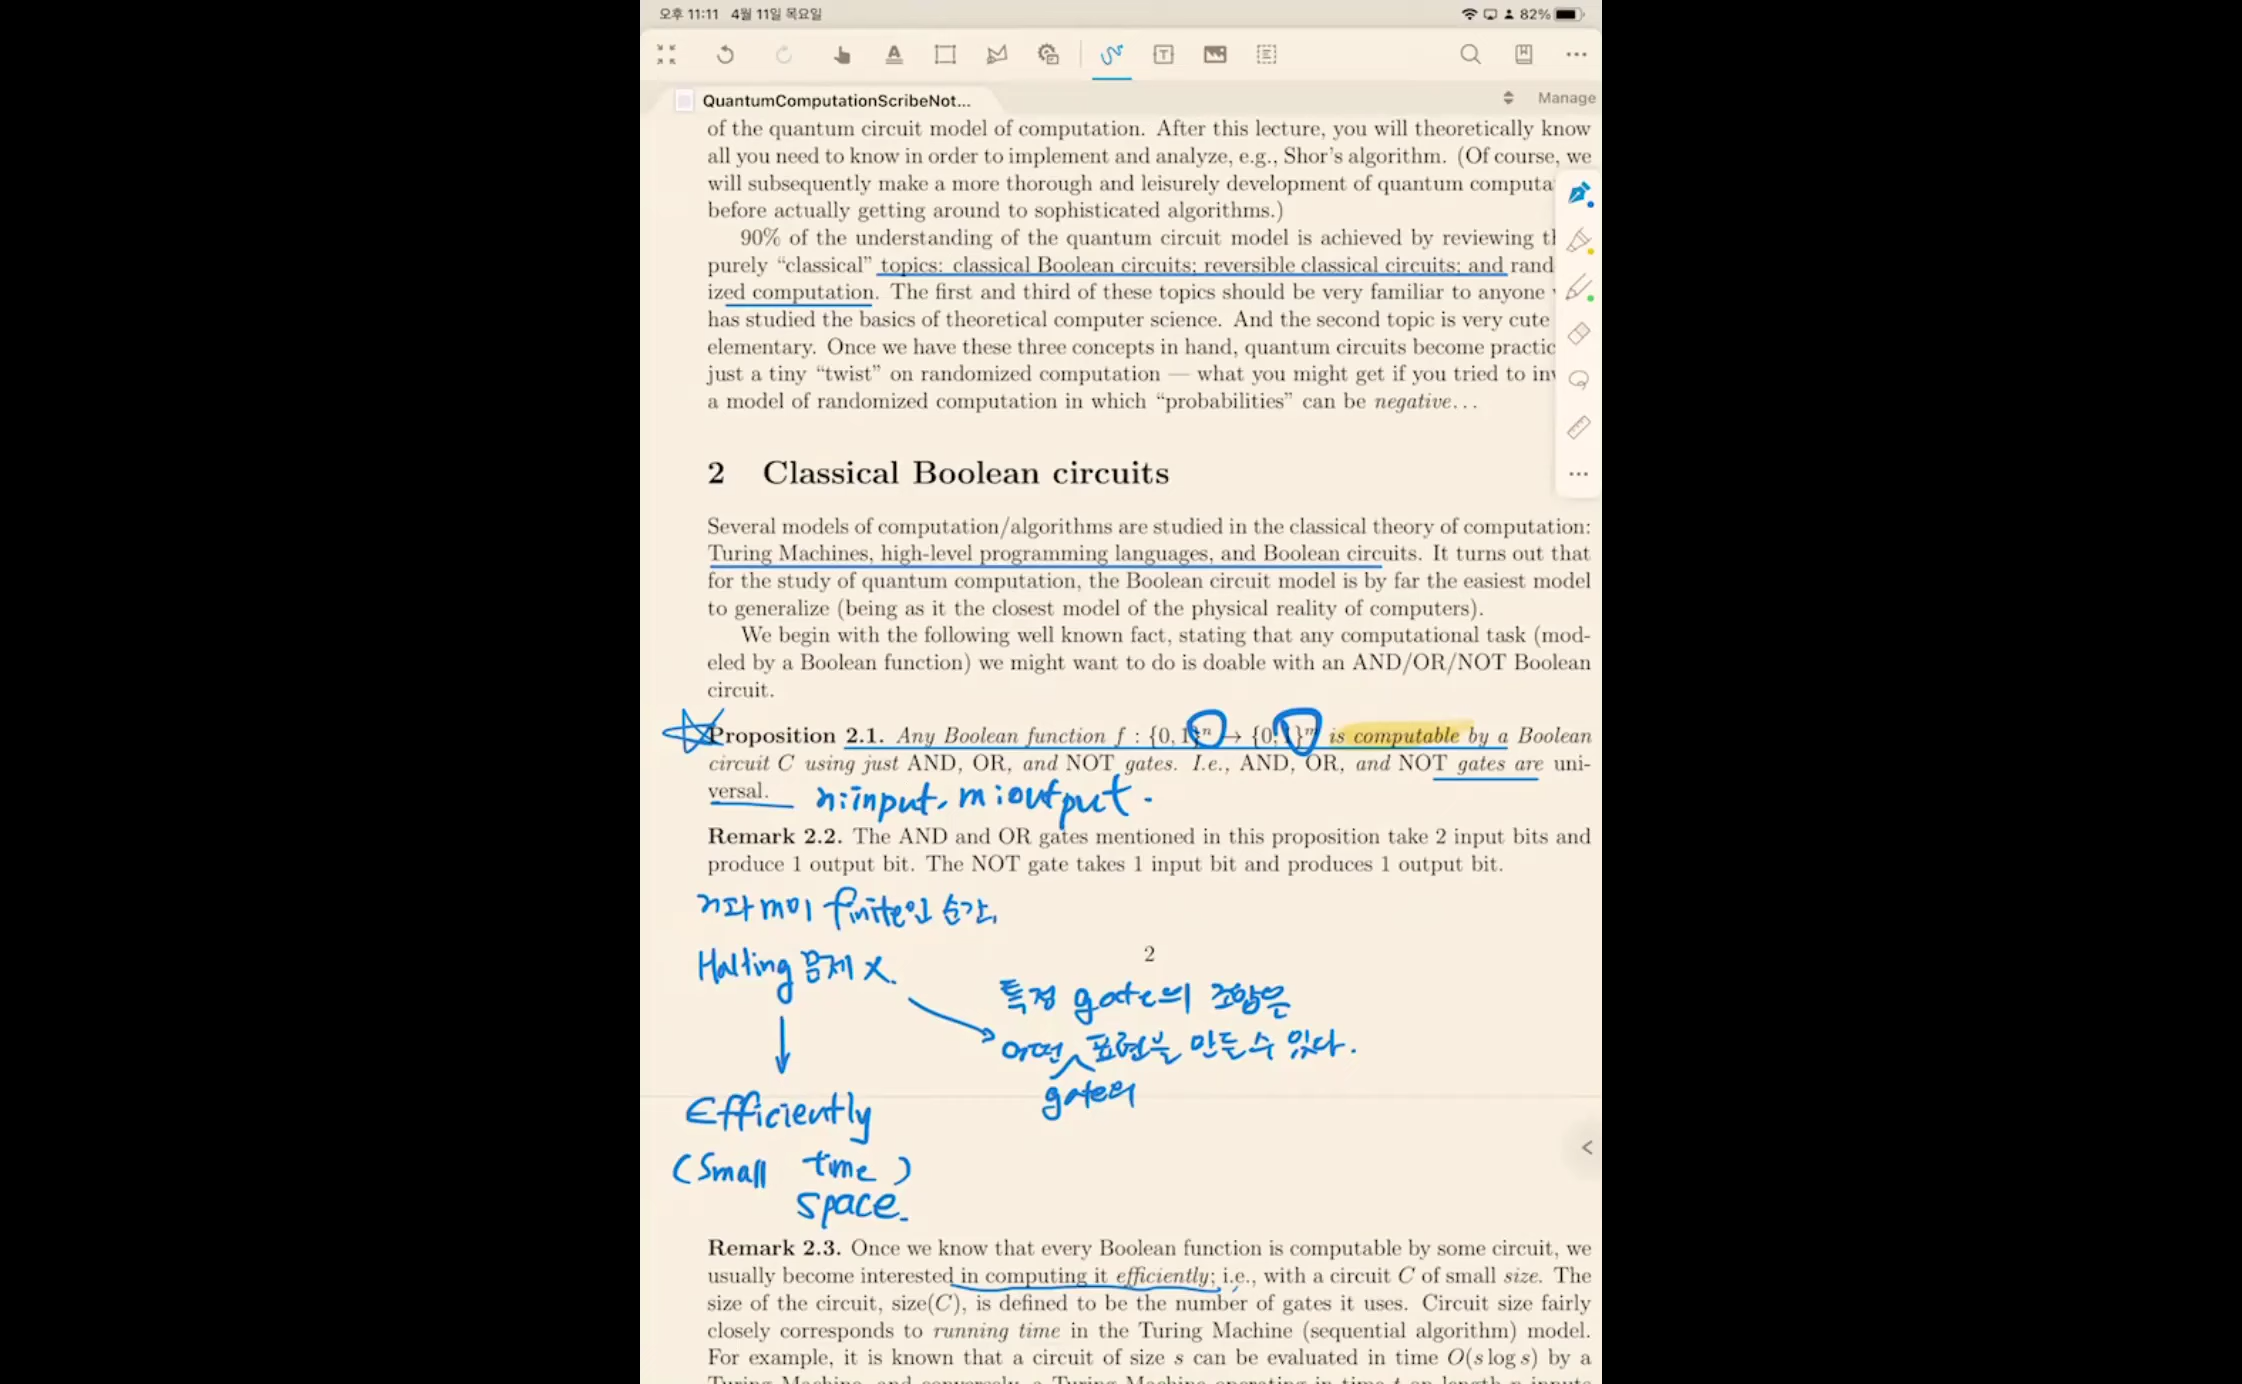 오후 11:11 4월 11일 목요일
82%
QuantumComputationScribeNot...
Manage
of the quantum circuit model of computation. After this lecture, you will theoretically know
all you need to know in order to implement and analyze, e.g., Shor's algorithm. (Of course, we
will subsequently make a more thorough and leisurely development of quantum computa
before actually getting around to sophisticated algorithms.)
90% of the understanding of the quantum circuit model is achieved by reviewing th
purely “classical” topics: classical Boolean circuits; reversible classical circuits; and rand
ized computation. The first and third of these topics should be very familiar to anyone
has studied the basics of theoretical computer science. And the second topic is very cute
elementary. Once we have these three concepts in hand, quantum circuits become practic
just a tiny “twist” on randomized computation — what you might get if you tried to inv
a model of randomized computation in which “probabilities” can be negative...
2 Classical Boolean circuits
Several models of computation/algorithms are studied in the classical theory of computation:
Turing Machines, high-level programming languages, and Boolean circuits. It turns out that
for the study of quantum computation, the Boolean circuit model is by far the easiest model
to generalize (being as it the closest model of the physical reality of computers).
We begin with the following well known fact, stating that any computational task (mod-
eled by a Boolean function) we might want to do is doable with an AND/OR/NOT Boolean
circuit.
Proposition 2.1. Any Boolean function f : {0, 1}ⁿ → {0, 1}ᵐ is computable by a Boolean
circuit C using just AND, OR, and NOT gates. I.e., AND, OR, and NOT gates are uni-
versal. n:input, m:output.
Remark 2.2. The AND and OR gates mentioned in this proposition take 2 input bits and
produce 1 output bit. The NOT gate takes 1 input bit and produces 1 output bit.
n과 m이 finite인 순간,
2
Halting 문제 X.
특정 gate의 조합은
어떤 표현을 만들 수 있다.
gate의
Efficiently
(Small time)
space.
Remark 2.3. Once we know that every Boolean function is computable by some circuit, we
usually become interested in computing it efficiently; i.e., with a circuit C of small size. The
size of the circuit, size(C), is defined to be the number of gates it uses. Circuit size fairly
closely corresponds to running time in the Turing Machine (sequential algorithm) model.
For example, it is known that a circuit of size s can be evaluated in time O(s log s) by a
Turing Machine, and conversely, a Turing Machine operating in time t on length n inputs